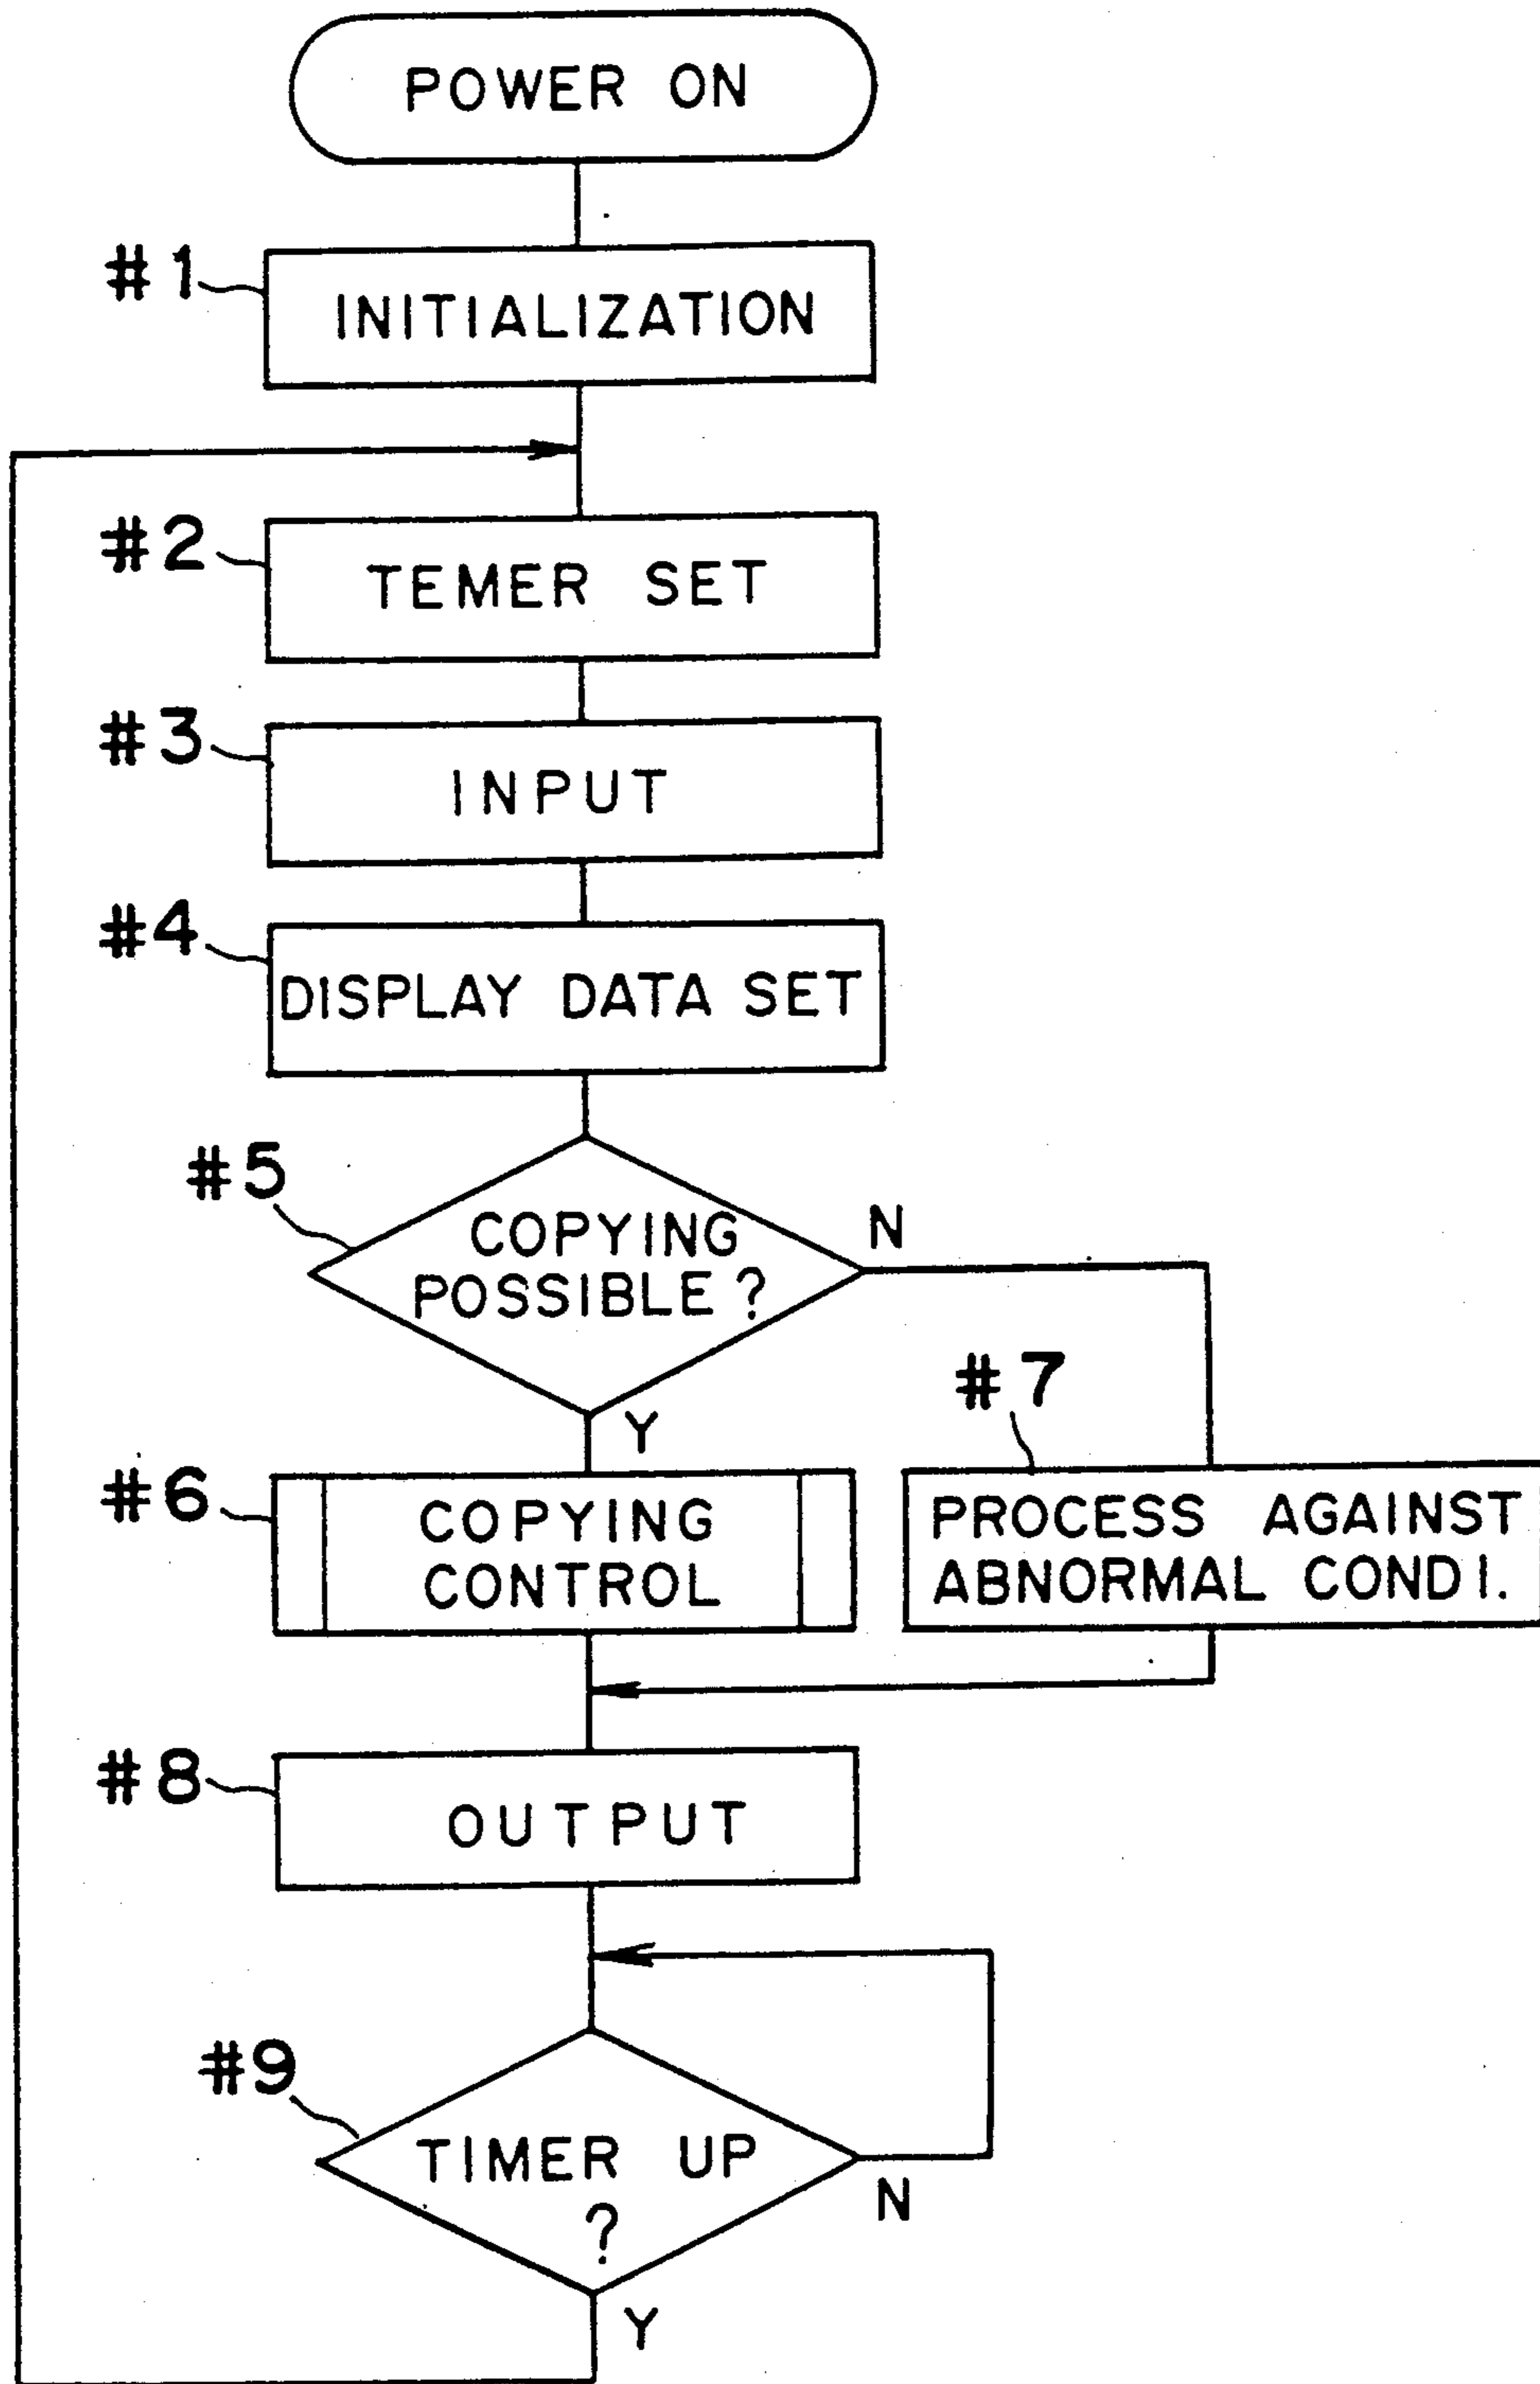 POWER ON
#1
INITIALIZATION
#2
TEMER SET
#3
INPUT
#4
DISPLAY DATA SET
#5
COPYING
POSSIBLE?
N
Y
#7
#6
COPYING
CONTROL
PROCESS AGAINST
ABNORMAL CONDI.
#8
OUTPUT
#9
TIMER UP
?
N
Y